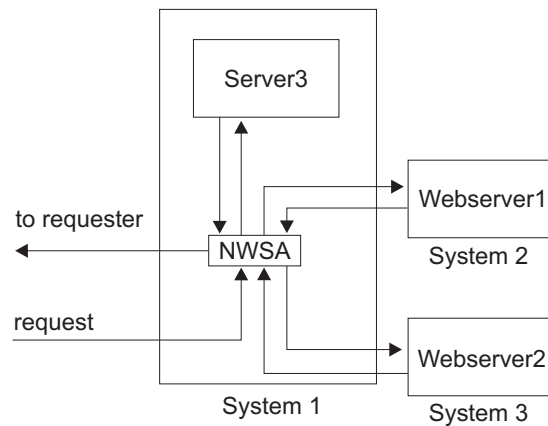 Server3
to requester
NWSA
request
System 1
Webserver1
System 2
Webserver2
System 3